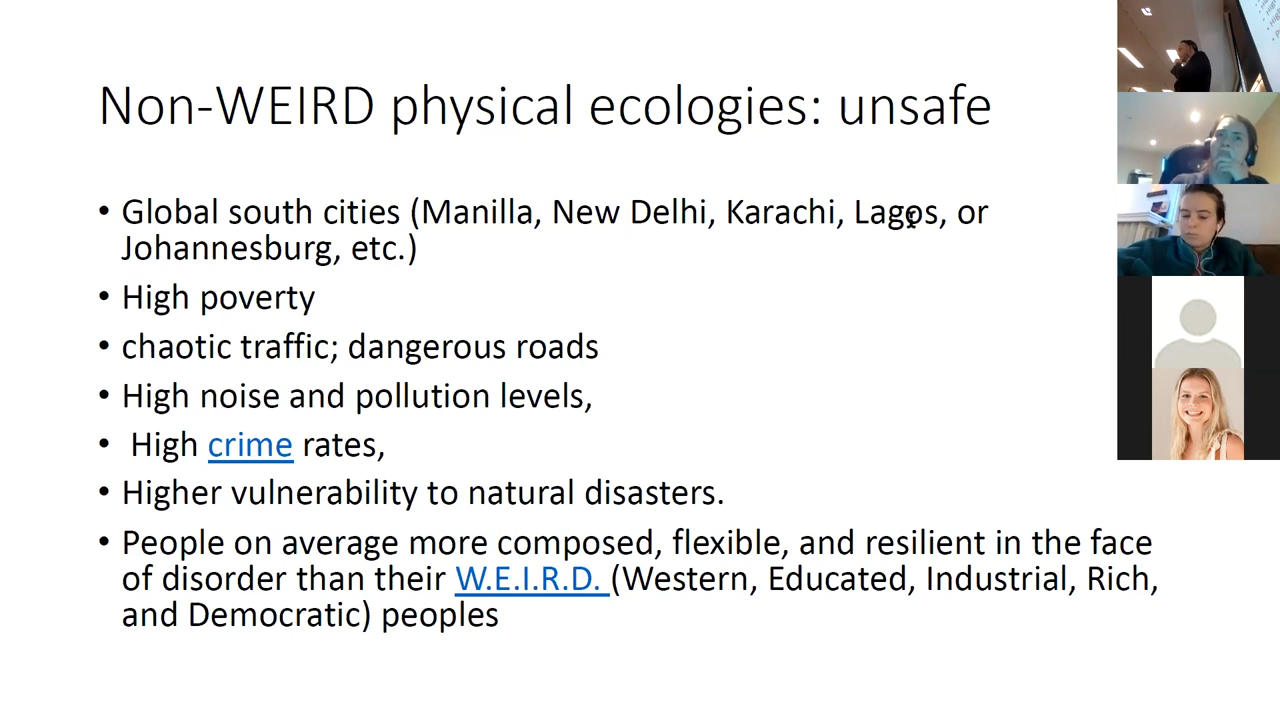 Non-WEIRD physical ecologies: unsafe
• Global south cities (Manilla, New Delhi, Karachi, Lagos, or
Johannesburg, etc.)
• High poverty
• chaotic traffic; dangerous roads
• High noise and pollution levels,
• High crime rates,
• Higher vulnerability to natural disasters.
• People on average more composed, flexible, and resilient in the face
of disorder than their W.E.I.R.D. (Western, Educated, Industrial, Rich,
and Democratic) peoples